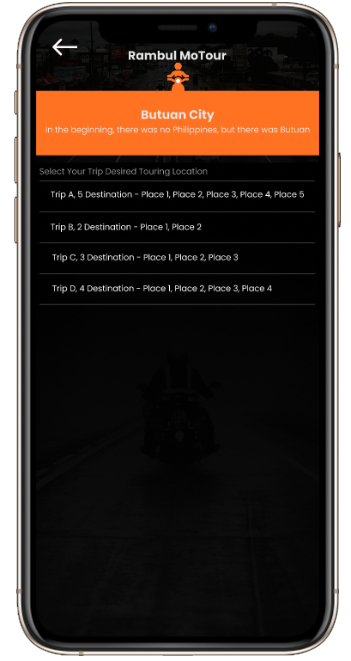 Rambul MoTour
Butuan City
In the beginning, there was no Philippines, but there was Butuan
Select Your Trip Desired Touring Location
Trip A, 5 Destination - Place 1, Place 2, Place 3, Place 4, Place 5
Trip B, 2 Destination - Place 1, Place 2
Trip C, 3 Destination - Place 1, Place 2, Place 3
Trip D, 4 Destination - Place 1, Place 2, Place 3, Place 4